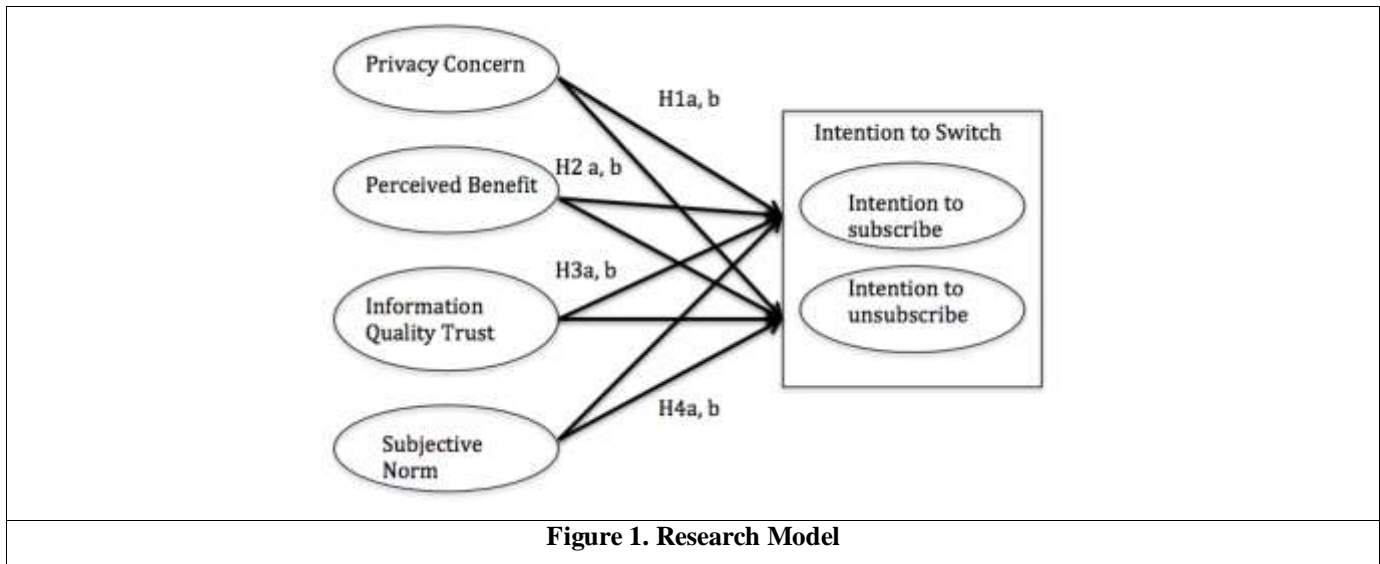 Privacy Concern
H1a, b
Intention to Switch
Perceived Benefit
H2 a, b
Intention to
subscribe
Information
Quality Trust
H3a, b
Intention to
unsubscribe
Subjective
Norm
H4a, b
Figure 1. Research Model